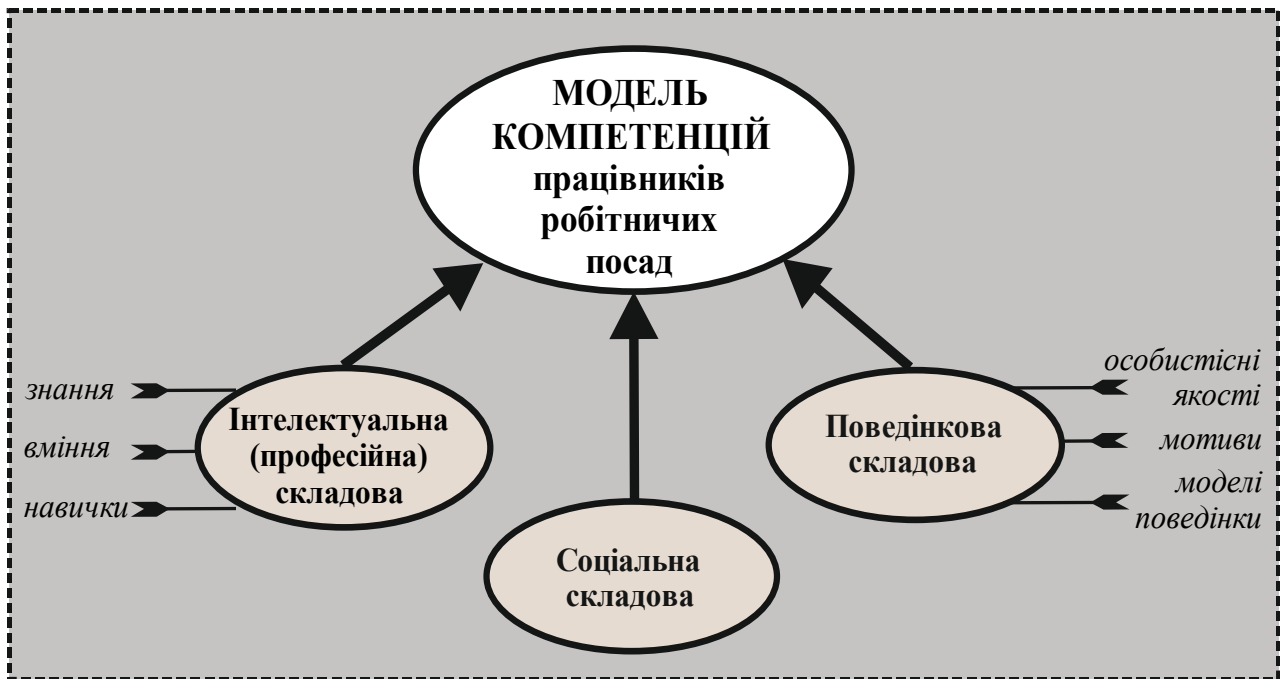 МОДЕЛЬ
КОМПЕТЕНЦІЙ
працівників
робітничих
посад
знання
вміння
навички
Інтелектуальна
(професійна)
складова
Соціальна
складова
Поведінкова
складова
особистісні
якості
мотиви
моделі
поведінки